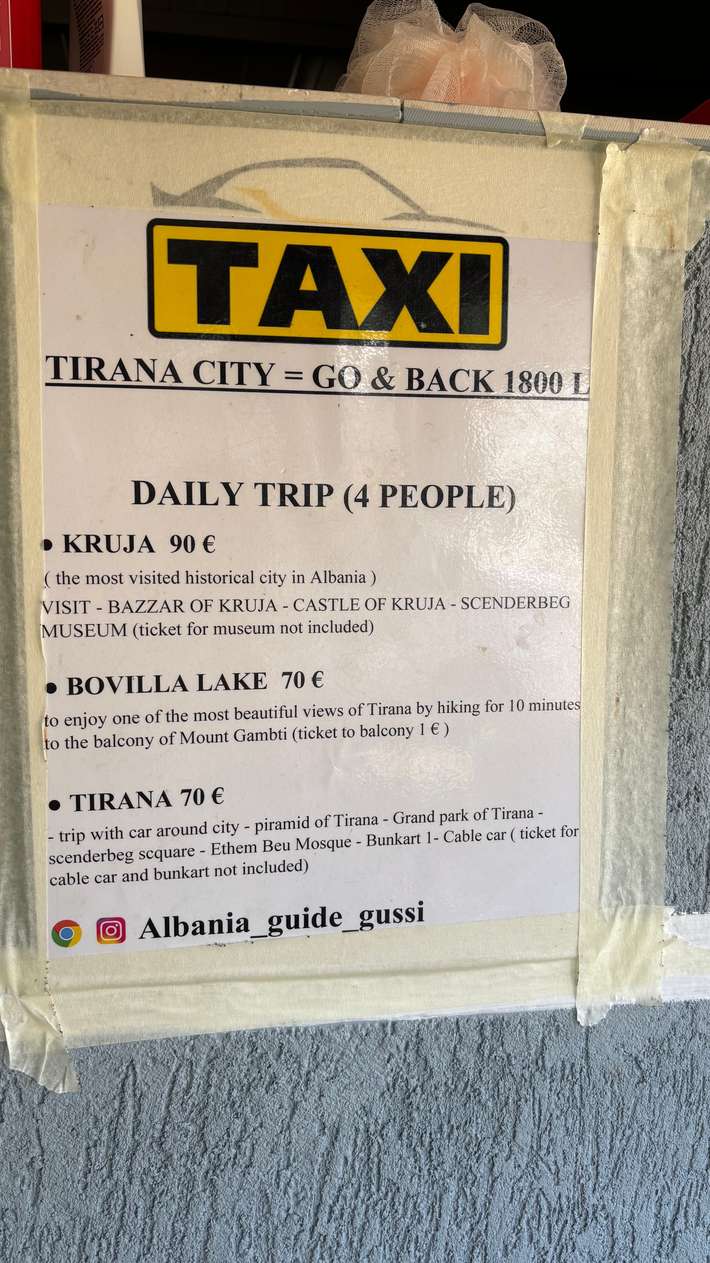 TAXI
TIRANA CITY = GO & BACK 1800 L
DAILY TRIP (4 PEOPLE)
• KRUJA 90 €
( the most visited historical city in Albania )
VISIT - BAZZAR OF KRUJA - CASTLE OF KRUJA - SCENDERBEG
MUSEUM (ticket for museum not included)
• BOVILLA LAKE 70 €
to enjoy one of the most beautiful views of Tirana by hiking for 10 minutes
to the balcony of Mount Gambti (ticket to balcony 1 € )
• TIRANA 70 €
- trip with car around city - piramid of Tirana - Grand park of Tirana -
scenderbeg scquare - Ethem Beu Mosque - Bunkart 1- Cable car ( ticket for
cable car and bunkart not included)
Albania_guide_gussi